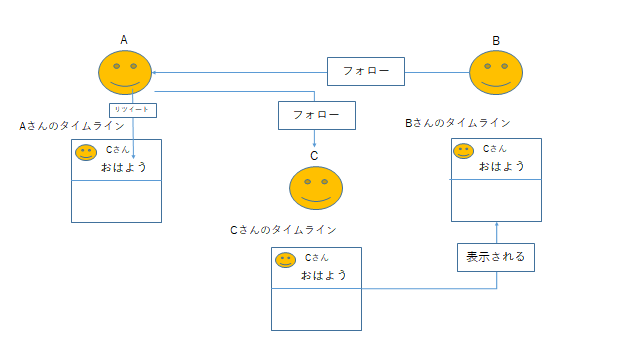 A
B
フォロー
リツイート
フォロー
Aさんのタイムライン
Bさんのタイムライン
Cさん
おはよう
Cさん
おはよう
C
Cさんのタイムライン
Cさん
おはよう
表示される